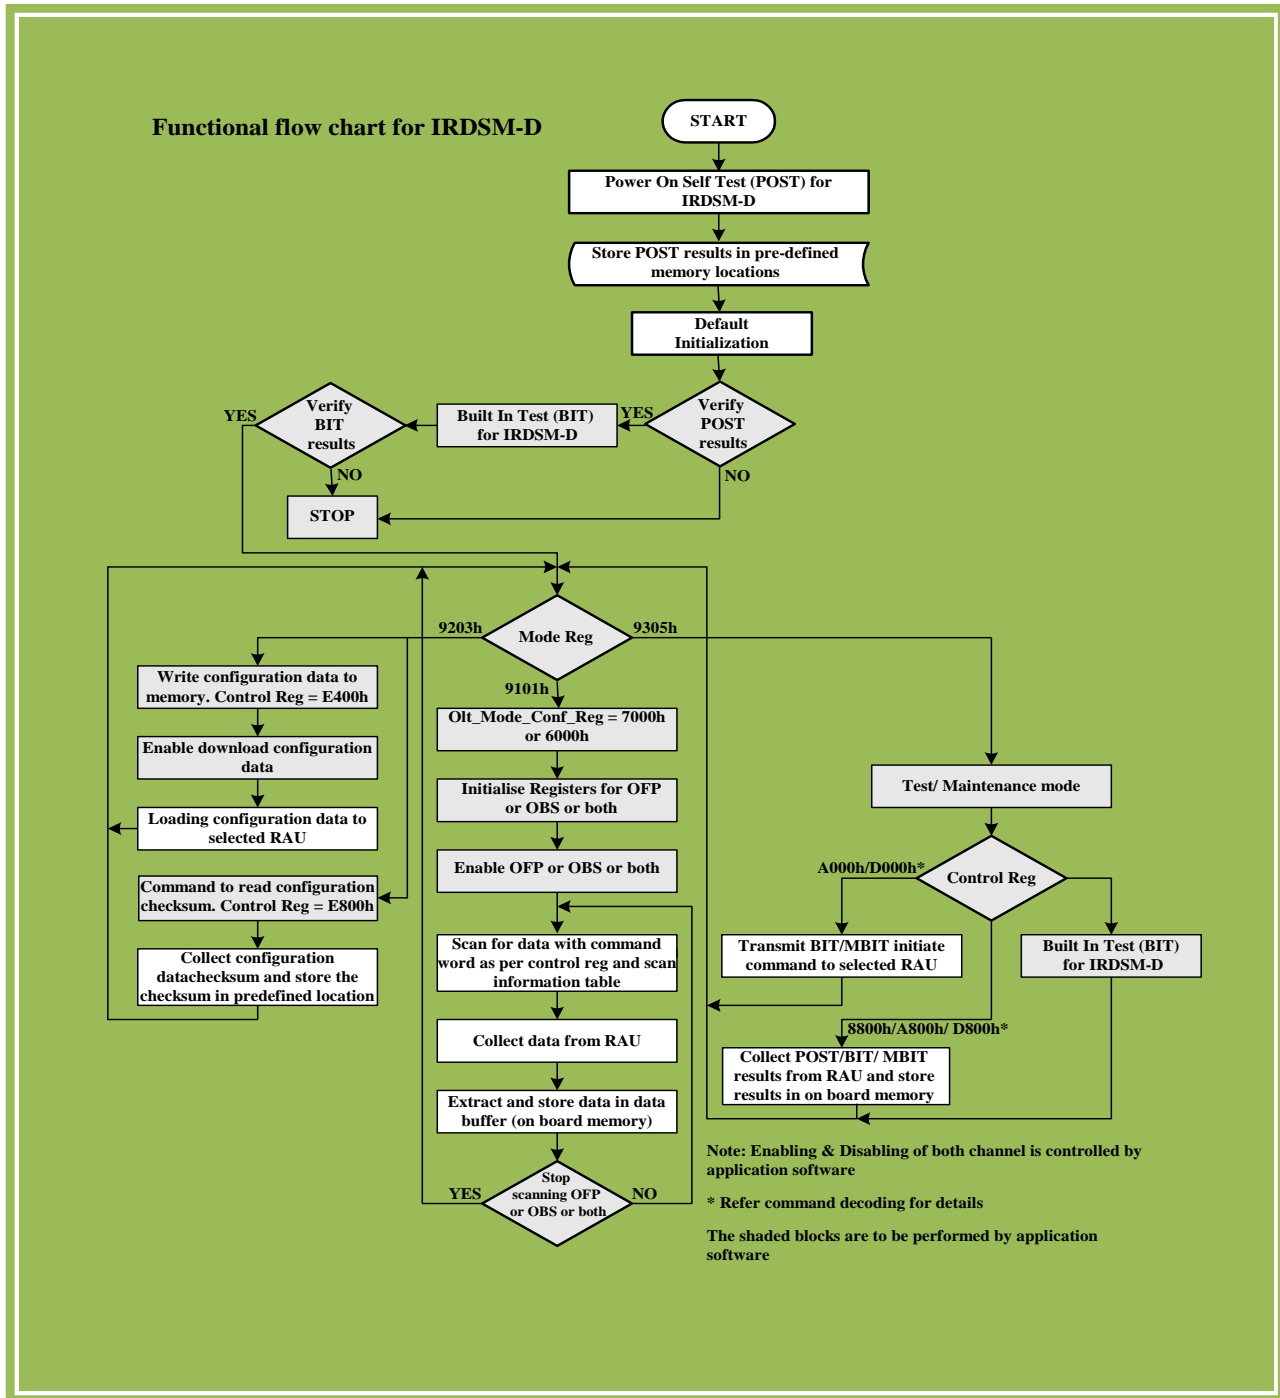 Functional flow chart for IRDSM-D
START
Power On Self Test (POST) for
IRDSM-D
Store POST results in pre-defined
memory locations
Default
Initialization
Verify
POST
results
YES
NO
Built In Test (BIT)
for IRDSM-D
Verify
BIT
results
YES
NO
STOP
Mode Reg
9203h
9305h
9101h
Write configuration data to
memory. Control Reg = E400h
Enable download configuration
data
Loading configuration data to
selected RAU
Command to read configuration
checksum. Control Reg = E800h
Collect configuration
datachecksum and store the
checksum in predefined location
Olt_Mode_Conf_Reg = 7000h
or 6000h
Initialise Registers for OFP
or OBS or both
Enable OFP or OBS or both
Scan for data with command
word as per control reg and scan
information table
Collect data from RAU
Extract and store data in data
buffer (on board memory)
Stop
scanning OFP
or OBS or both
YES
NO
Test/ Maintenance mode
Control Reg
A000h/D000h*
Transmit BIT/MBIT initiate
command to selected RAU
Built In Test (BIT)
for IRDSM-D
8800h/A800h/ D800h*
Collect POST/BIT/ MBIT
results from RAU and store
results in on board memory
Note: Enabling & Disabling of both channel is controlled by
application software
* Refer command decoding for details
The shaded blocks are to be performed by application
software